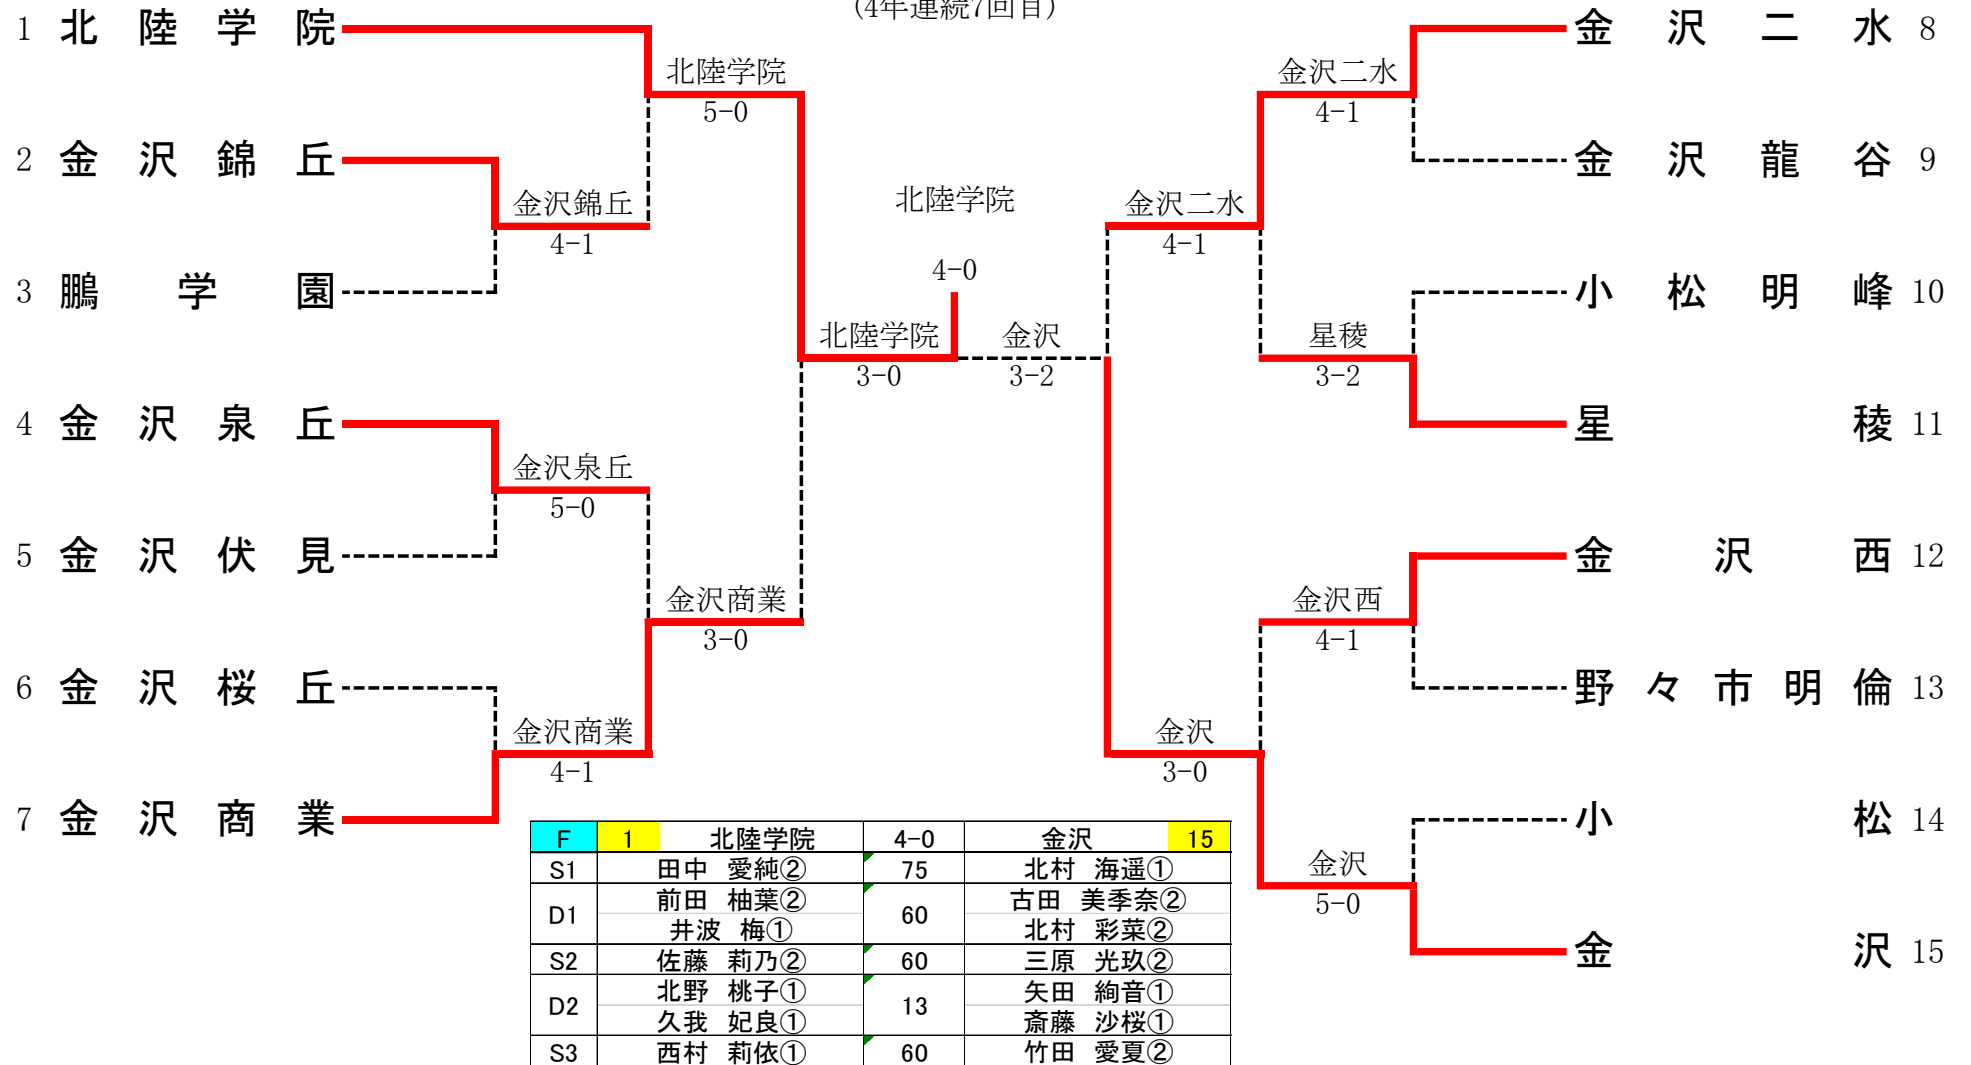 (4年連続7回目)
1 北陸学院
2 金沢錦丘
3 鵬学園
4 金沢泉丘
5 金沢伏見
6 金沢桜丘
7 金沢商業
北陸学院
5-0
金沢錦丘
4-1
金沢泉丘
5-0
金沢商業
3-0
金沢商業
4-1
北陸学院
3-0
北陸学院
4-0
金沢
3-2
金沢二水
4-1
金沢二水
4-1
星稜
3-2
金沢西
4-1
金沢
3-0
金沢
5-0
金沢二水 8
金沢龍谷 9
小松明峰 10
星稜 11
金沢西 12
野々市明倫 13
小松 14
金沢 15
F 1 北陸学院 4-0 金沢 15
S1 田中 愛純② 75 北村 海遥①
D1 前田 柚葉② 60 古田 美季奈②
井波 梅① 北村 彩菜②
S2 佐藤 莉乃② 60 三原 光玖②
D2 北野 桃子① 13 矢田 絢音①
久我 妃良① 斎藤 沙桜①
S3 西村 莉依① 60 竹田 愛夏②